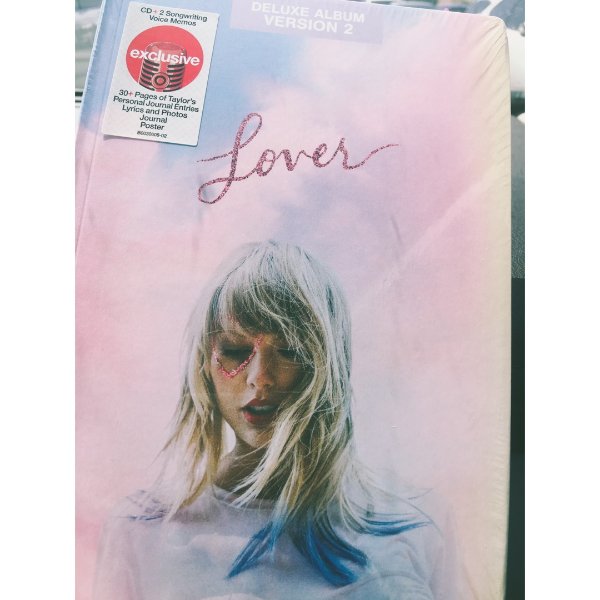 DELUXE ALBUM
VERSION 2
CD + 2 Songwriting
Voice Memos
exclusive
30+ Pages of Taylor's
Personal Journal Entries
Lyrics and Photos
Journal
Poster
Lover